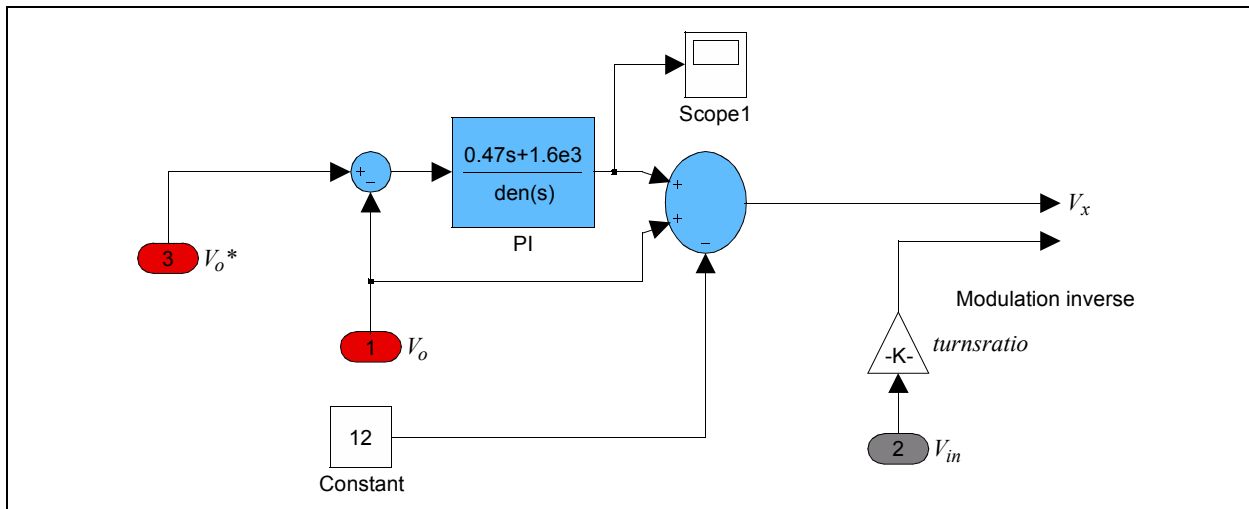 Scope1
0.47s+1.6e3
den(s)
PI
+
−
+
+
−
V_x
3
V_o*
Modulation inverse
1
V_o
turnsratio
-K-
12
Constant
2
V_in